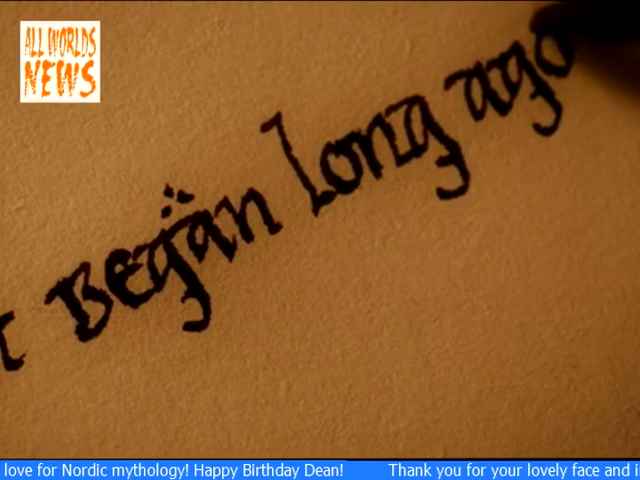 ALL WORLDS
NEWS
Began long ago
love for Nordic mythology! Happy Birthday Dean! Thank you for your lovely face and